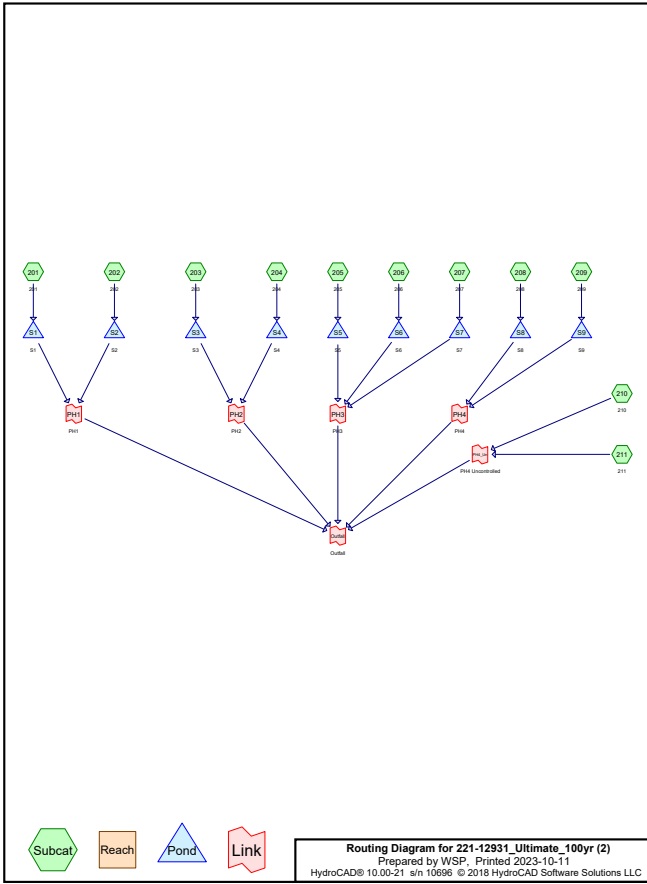 201 202 203 204 205 206 207 208 209
201 202 203 204 205 206 207 208 209
S1 S2 S3 S4 S5 S6 S7 S8 S9
S1 S2 S3 S4 S5 S6 S7 S8 S9
210
210
PH1 PH2 PH3 PH4
PH1 PH2 PH3 PH4
PH4_Un
PH4 Uncontrolled
211
211
Outfall
Outfall
Subcat Reach Pond Link
Routing Diagram for 221-12931_Ultimate_100yr (2)
Prepared by WSP, Printed 2023-10-11
HydroCAD® 10.00-21 s/n 10696 © 2018 HydroCAD Software Solutions LLC